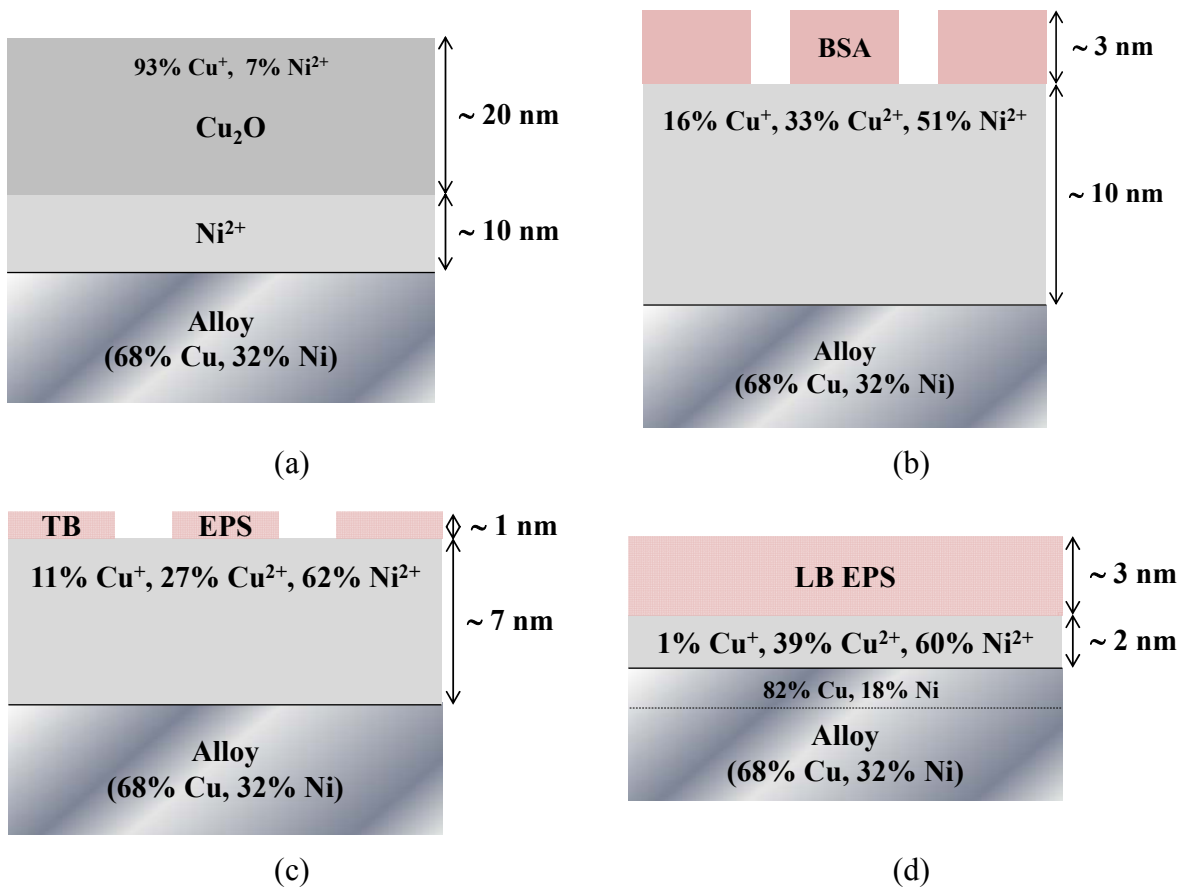 93% Cu⁺, 7% Ni²⁺
Cu₂O
~ 20 nm
Ni²⁺
~ 10 nm
Alloy
(68% Cu, 32% Ni)
(a)
BSA
~ 3 nm
16% Cu⁺, 33% Cu²⁺, 51% Ni²⁺
~ 10 nm
Alloy
(68% Cu, 32% Ni)
(b)
TB EPS
~ 1 nm
11% Cu⁺, 27% Cu²⁺, 62% Ni²⁺
~ 7 nm
Alloy
(68% Cu, 32% Ni)
(c)
LB EPS
~ 3 nm
1% Cu⁺, 39% Cu²⁺, 60% Ni²⁺
~ 2 nm
82% Cu, 18% Ni
Alloy
(68% Cu, 32% Ni)
(d)